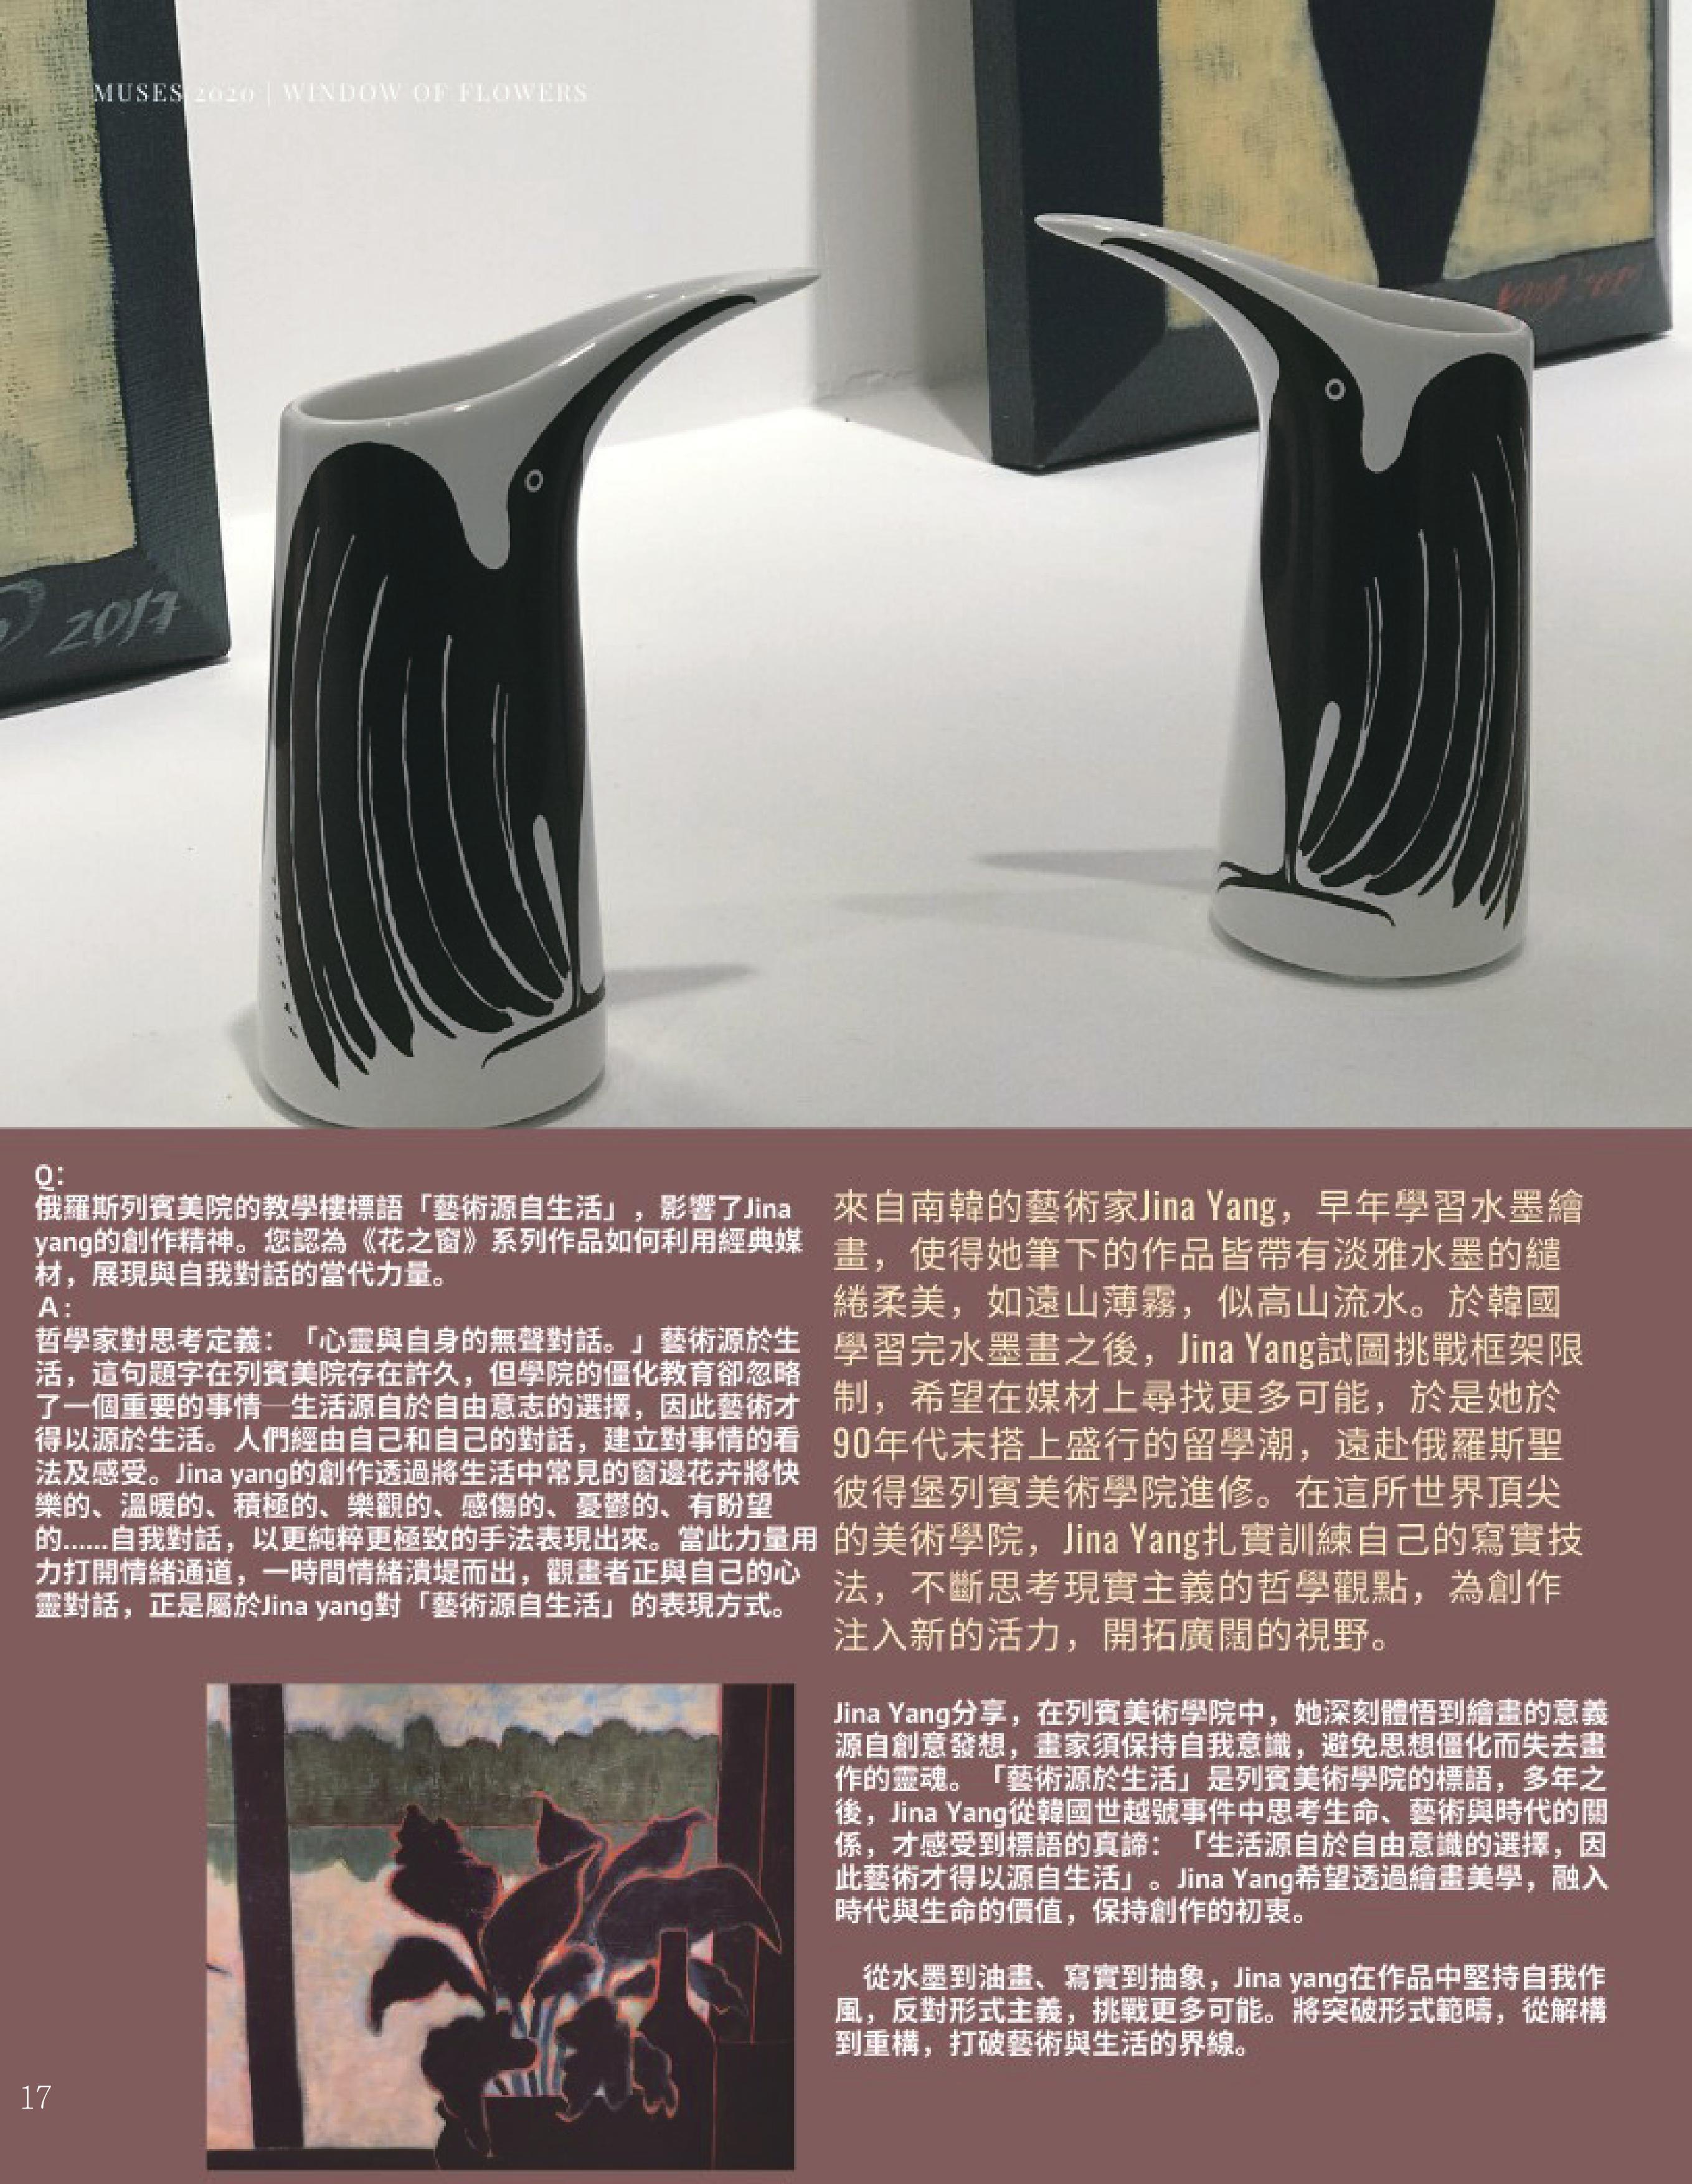 MUSES 2020 | WINDOW OF FLOWERS
2017
Q:
俄羅斯列賓美院的教學樓標語「藝術源自生活」，影響了Jina
yang的創作精神。您認為《花之窗》系列作品如何利用經典媒
材，展現與自我對話的當代力量。
A:
哲學家對思考定義：「心靈與自身的無聲對話。」藝術源於生
活，這句題字在列賓美院存在許久，但學院的僵化教育卻忽略
了一個重要的事情—生活源自於自由意志的選擇，因此藝術才
得以源於生活。人們經由自己和自己的對話，建立對事情的看
法及感受。Jina yang的創作透過將生活中常見的窗邊花卉將快
樂的、溫暖的、積極的、樂觀的、感傷的、憂鬱的、有盼望
的......自我對話，以更純粹更極致的手法表現出來。當此力量用
力打開情緒通道，一時間情緒潰堤而出，觀畫者正與自己的心
靈對話，正是屬於Jina yang對「藝術源自生活」的表現方式。
來自南韓的藝術家Jina Yang，早年學習水墨繪
畫，使得她筆下的作品皆帶有淡雅水墨的繾
綣柔美，如遠山薄霧，似高山流水。於韓國
學習完水墨畫之後，Jina Yang試圖挑戰框架限
制，希望在媒材上尋找更多可能，於是她於
90年代末搭上盛行的留學潮，遠赴俄羅斯聖
彼得堡列賓美術學院進修。在這所世界頂尖
的美術學院，Jina Yang扎實訓練自己的寫實技
法，不斷思考現實主義的哲學觀點，為創作
注入新的活力，開拓廣闊的視野。
Jina Yang分享，在列賓美術學院中，她深刻體悟到繪畫的意義
源自創意發想，畫家須保持自我意識，避免思想僵化而失去畫
作的靈魂。「藝術源於生活」是列賓美術學院的標語，多年之
後，Jina Yang從韓國世越號事件中思考生命、藝術與時代的關
係，才感受到標語的真諦：「生活源自於自由意識的選擇，因
此藝術才得以源自生活」。Jina Yang希望透過繪畫美學，融入
時代與生命的價值，保持創作的初衷。
從水墨到油畫、寫實到抽象，Jina yang在作品中堅持自我作
風，反對形式主義，挑戰更多可能。將突破形式範疇，從解構
到重構，打破藝術與生活的界線。
17